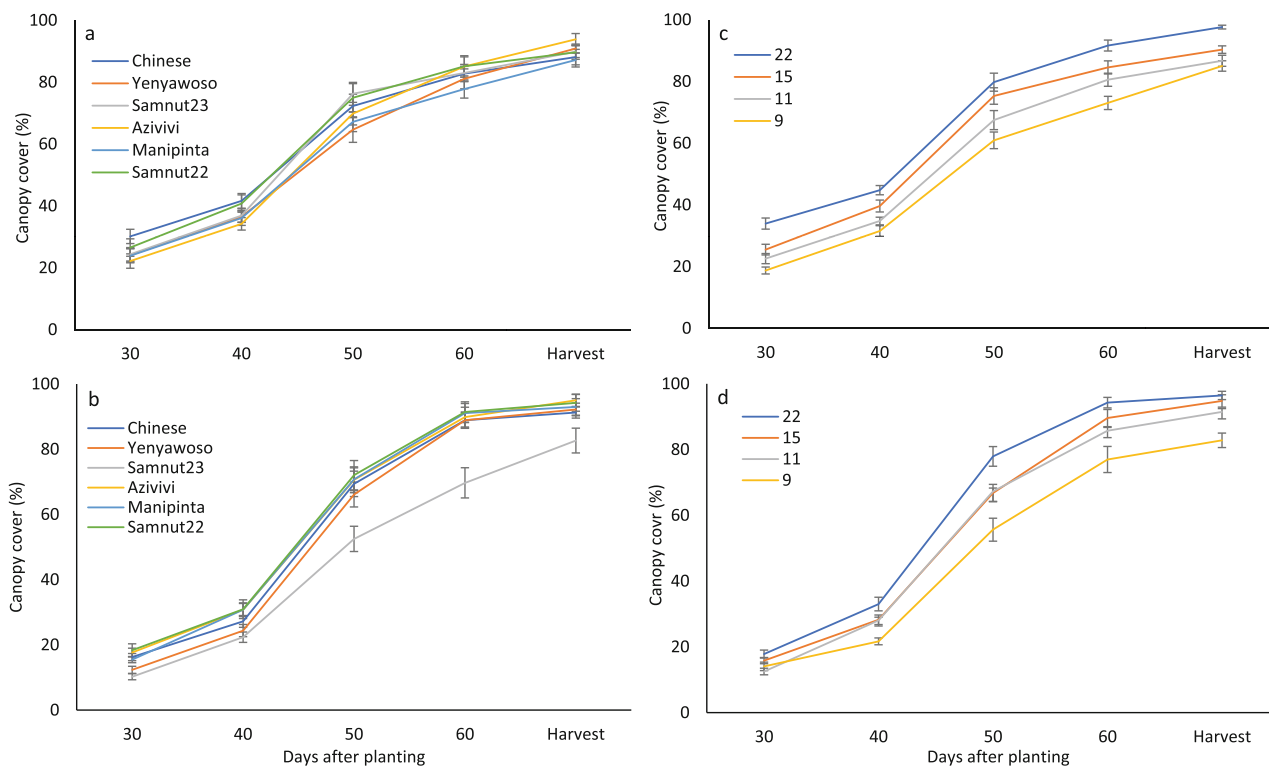 a
Canopy cover (%)
100
80
60
40
20
0
Chinese
Yenyawoso
Samnut23
Azivivi
Manipinta
Samnut22
30 40 50 60 Harvest
c
Canopy cover (%)
100
80
60
40
20
0
22
15
11
9
30 40 50 60 Harvest
b
Canopy cover (%)
100
80
60
40
20
0
Chinese
Yenyawoso
Samnut23
Azivivi
Manipinta
Samnut22
30 40 50 60 Harvest
Days after planting
d
Canopy covr (%)
100
80
60
40
20
0
22
15
11
9
30 40 50 60 Harvest
Days after planting